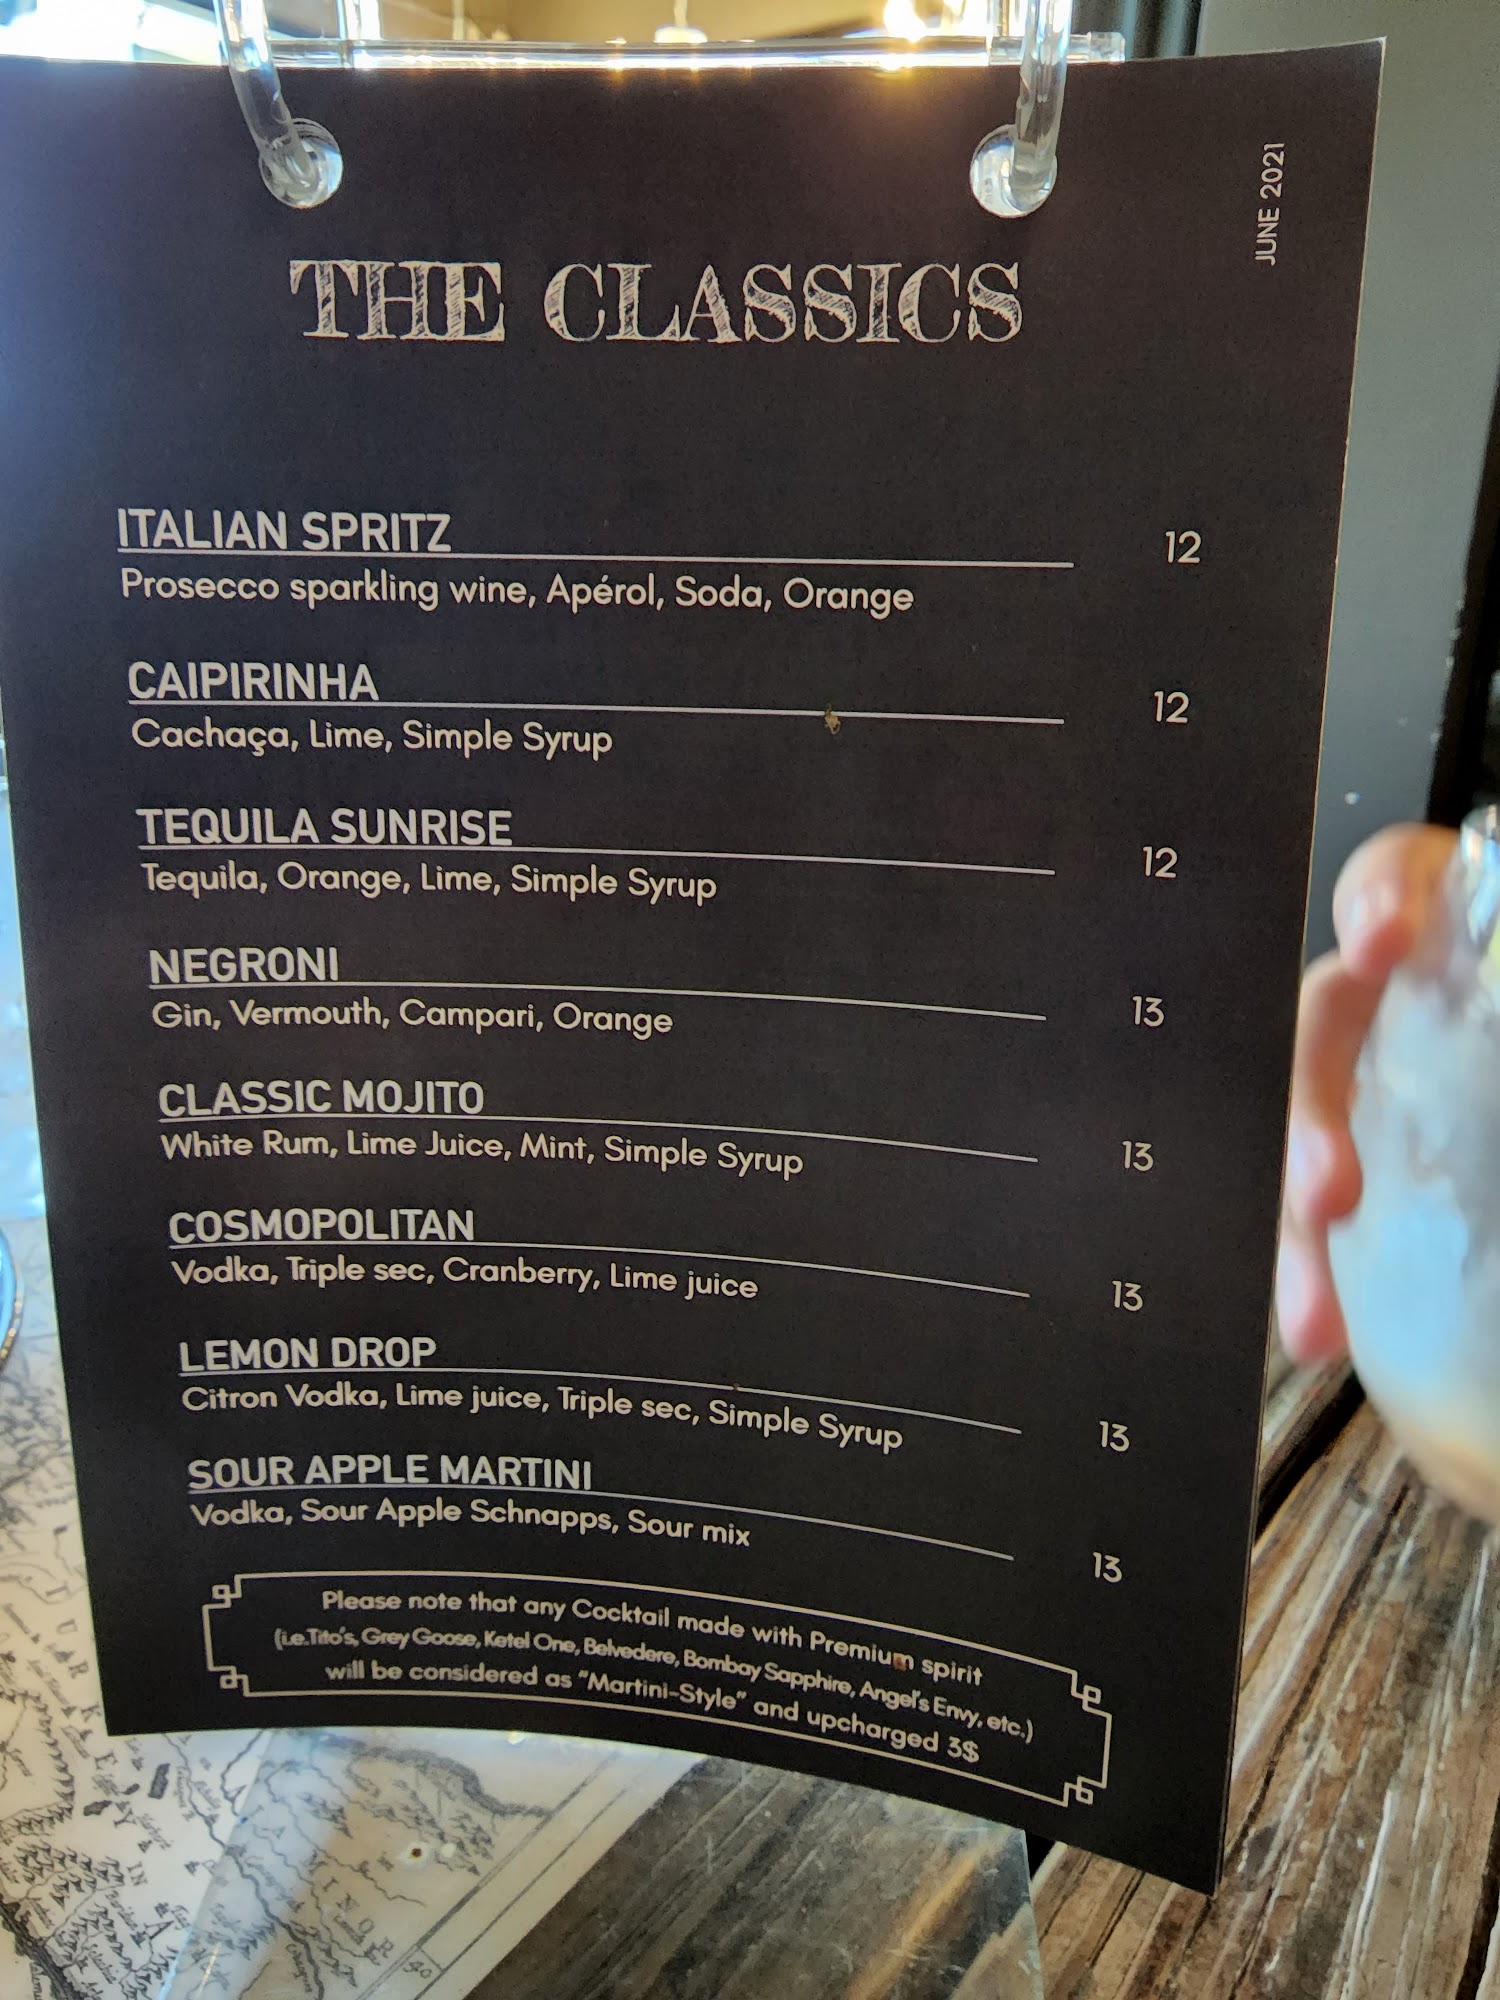 JUNE 2021
THE CLASSICS
ITALIAN SPRITZ 12
Prosecco sparkling wine, Apérol, Soda, Orange
CAIPIRINHA 12
Cachaça, Lime, Simple Syrup
TEQUILA SUNRISE 12
Tequila, Orange, Lime, Simple Syrup
NEGRONI 13
Gin, Vermouth, Campari, Orange
CLASSIC MOJITO 13
White Rum, Lime Juice, Mint, Simple Syrup
COSMOPOLITAN 13
Vodka, Triple sec, Cranberry, Lime juice
LEMON DROP 13
Citron Vodka, Lime juice, Triple sec, Simple Syrup
SOUR APPLE MARTINI 13
Vodka, Sour Apple Schnapps, Sour mix
Please note that any Cocktail made with Premium spirit
(i.e.Tito's, Grey Goose, Ketel One, Belvedere, Bombay Sapphire, Angel's Envy, etc.)
will be considered as "Martini-Style" and upcharged 3$